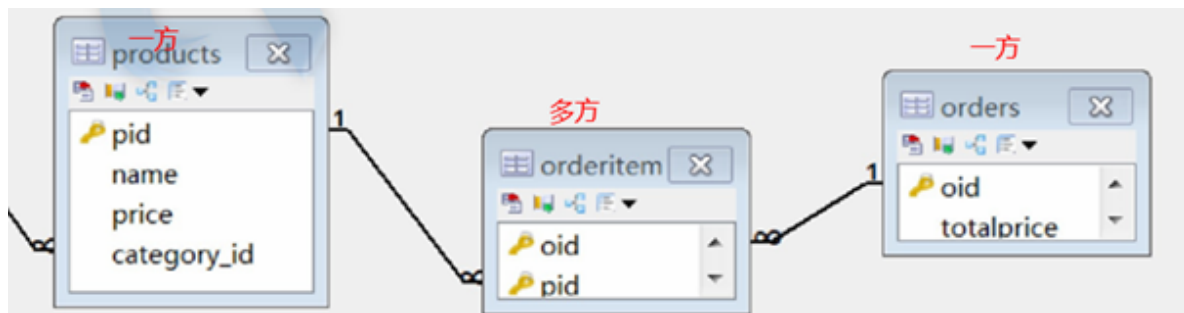 一方
products
pid
name
price
category_id
1
多方
orderitem
oid
pid
一方
orders
1
oid
totalprice